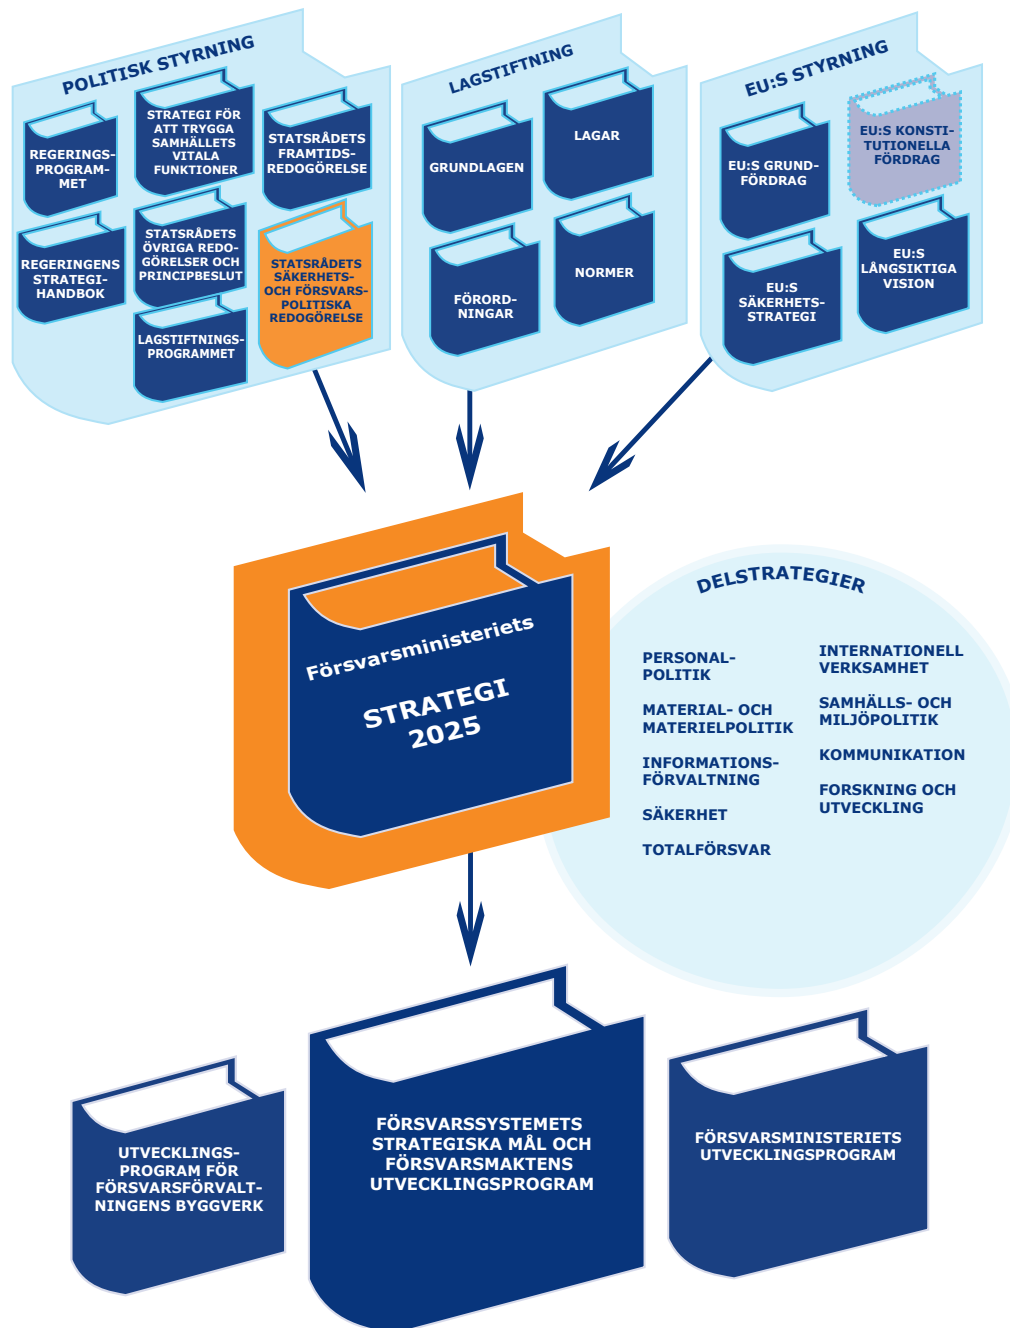 POLITISK STYRNING
REGERINGS-
PROGRAM-
MET
STRATEGI FÖR
ATT TRYGGA
SAMHÄLLETS
VITALA
FUNKTIONER
STATSRÅDETS
FRAMTIDS-
REDOGÖRELSE
REGERINGENS
STRATEGI-
HANDBOK
STATSRÅDETS
ÖVRIGA REDO-
GÖRELSER OCH
PRINCIPBESLUT
STATSRÅDETS
SÄKERHETS-
OCH FÖRSVARS-
POLITISKA
REDOGÖRELSE
LAGSTIFTNINGS-
PROGRAMMET
LAGSTIFTNING
GRUNDLAGEN
LAGAR
FÖRORD-
NINGAR
NORMER
EU:S STYRNING
EU:S GRUND-
FÖRDRAG
EU:S KONSTI-
TUTIONELLA
FÖRDRAG
EU:S
SÄKERHETS-
STRATEGI
EU:S
LÅNGSIKTIGA
VISION
Försvarsministeriets
STRATEGI
2025
DELSTRATEGIER
PERSONAL-
POLITIK
MATERIAL- OCH
MATERIELPOLITIK
INFORMATIONS-
FÖRVALTNING
SÄKERHET
TOTALFÖRSVAR
INTERNATIONELL
VERKSAMHET
SAMHÄLLS- OCH
MILJÖPOLITIK
KOMMUNIKATION
FORSKNING OCH
UTVECKLING
UTVECKLINGS-
PROGRAM FÖR
FÖRSVARSFÖRVALT-
NINGENS BYGGVERK
FÖRSVARSSYSTEMETS
STRATEGISKA MÅL OCH
FÖRSVARSMAKTENS
UTVECKLINGSPROGRAM
FÖRSVARSMINISTERIETS
UTVECKLINGSPROGRAM